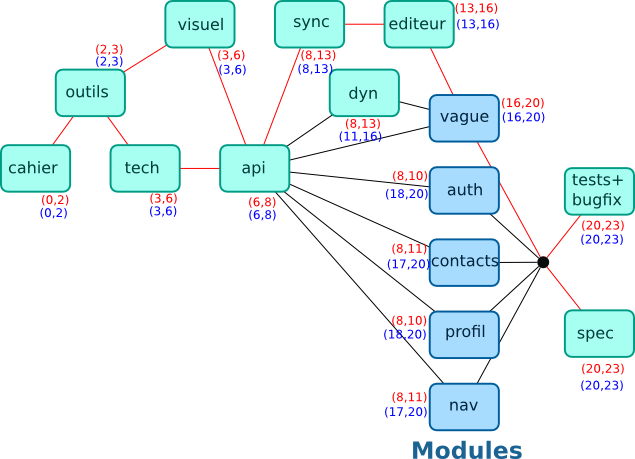 visuel
sync
editeur
(13,16)
(13,16)
(2,3)
(2,3)
(3,6)
(3,6)
(8,13)
(8,13)
outils
dyn
(16,20)
(16,20)
vague
(8,13)
(11,16)
cahier
tech
api
(8,10)
(18,20)
auth
tests+
bugfix
(0,2)
(0,2)
(3,6)
(3,6)
(6,8)
(6,8)
(20,23)
(20,23)
(8,11)
(17,20)
contacts
(8,10)
(18,20)
profil
spec
(20,23)
(20,23)
(8,11)
(17,20)
nav
Modules